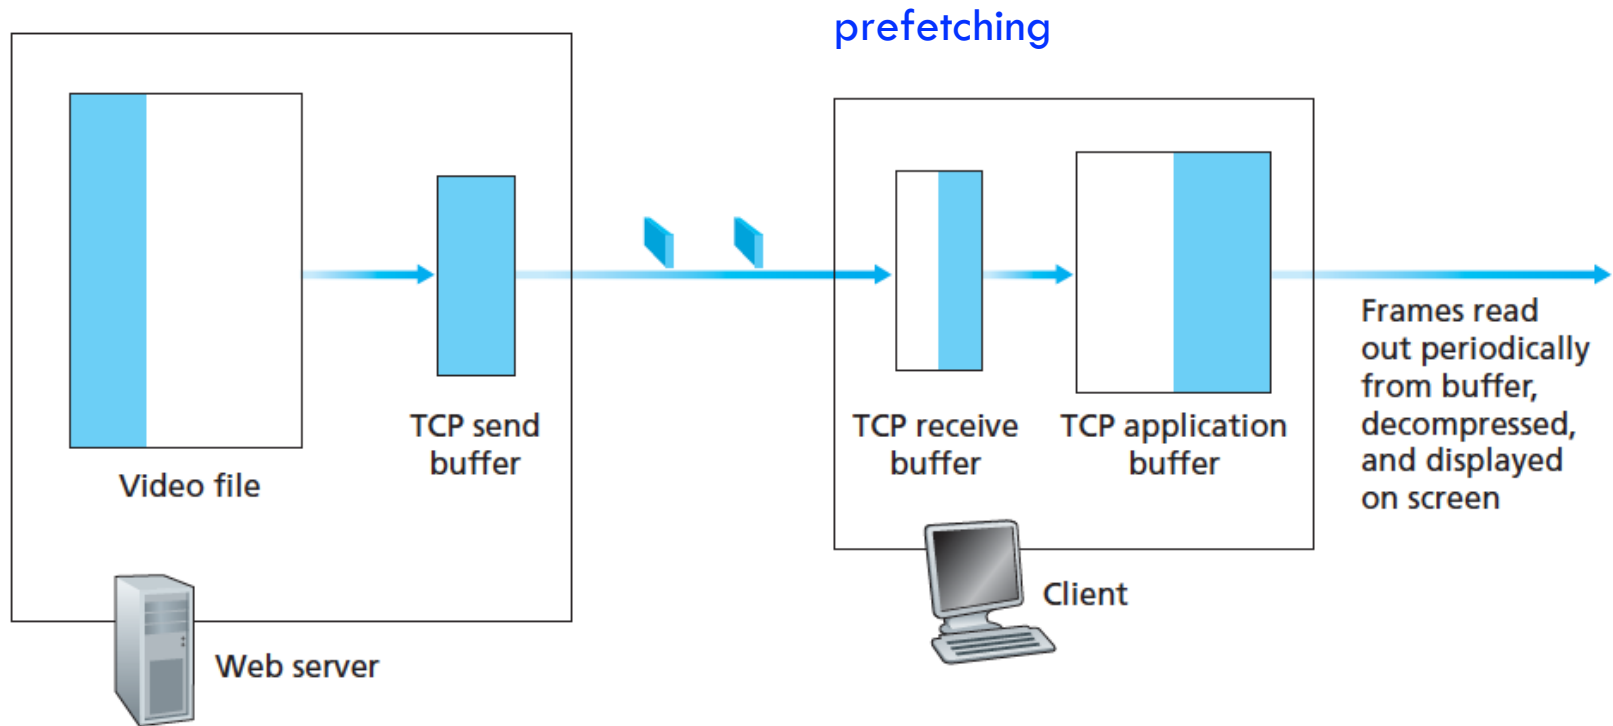 prefetching
Video file
TCP send
buffer
Web server
TCP receive
buffer
TCP application
buffer
Client
Frames read
out periodically
from buffer,
decompressed,
and displayed
on screen